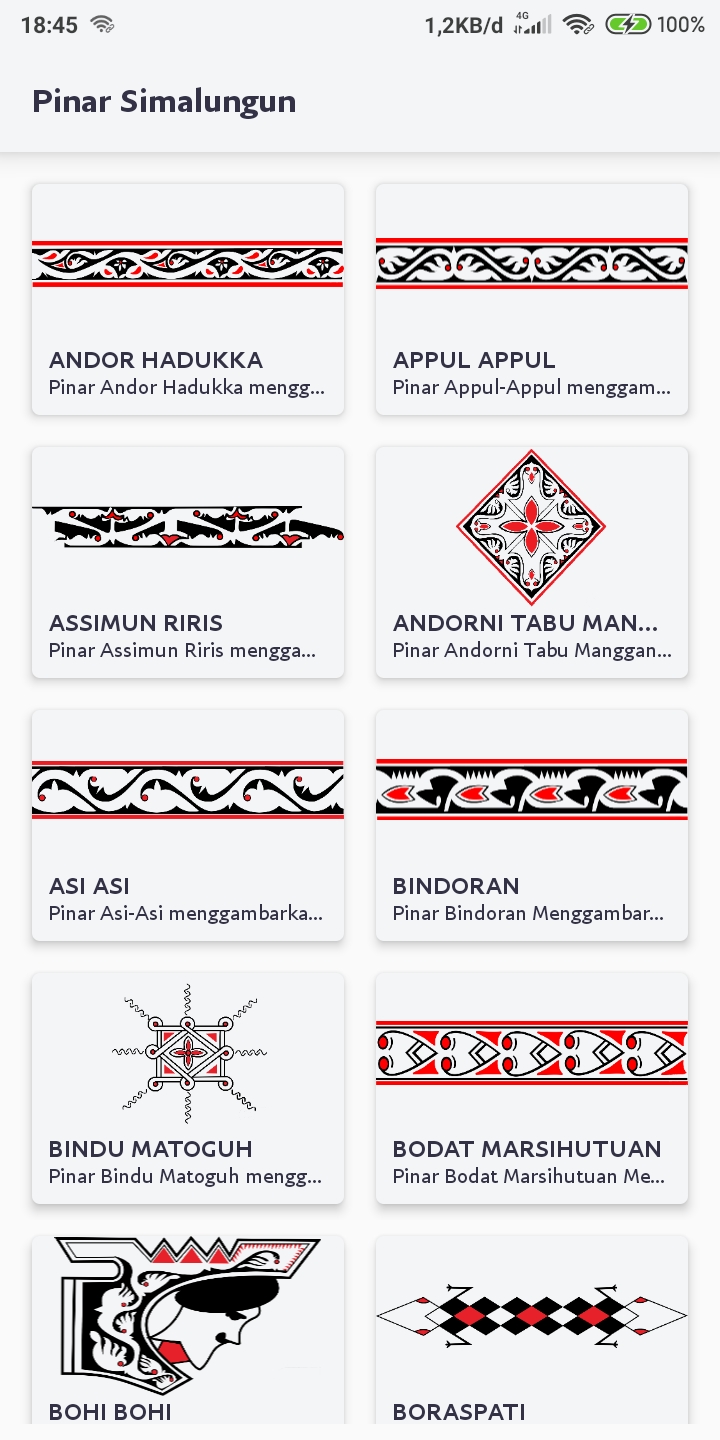 18:45
1,2KB/d 4G 100%
Pinar Simalungun
ANDOR HADUKKA
Pinar Andor Hadukka mengg...
APPUL APPUL
Pinar Appul-Appul menggam...
ASSIMUN RIRIS
Pinar Assimun Riris mengga...
ANDORNI TABU MAN...
Pinar Andorni Tabu Manggan...
ASI ASI
Pinar Asi-Asi menggambarka...
BINDORAN
Pinar Bindoran Menggambar...
BINDU MATOGUH
Pinar Bindu Matoguh mengg...
BODAT MARSIHUTUAN
Pinar Bodat Marsihutuan Me...
BOHI BOHI
BORASPATI